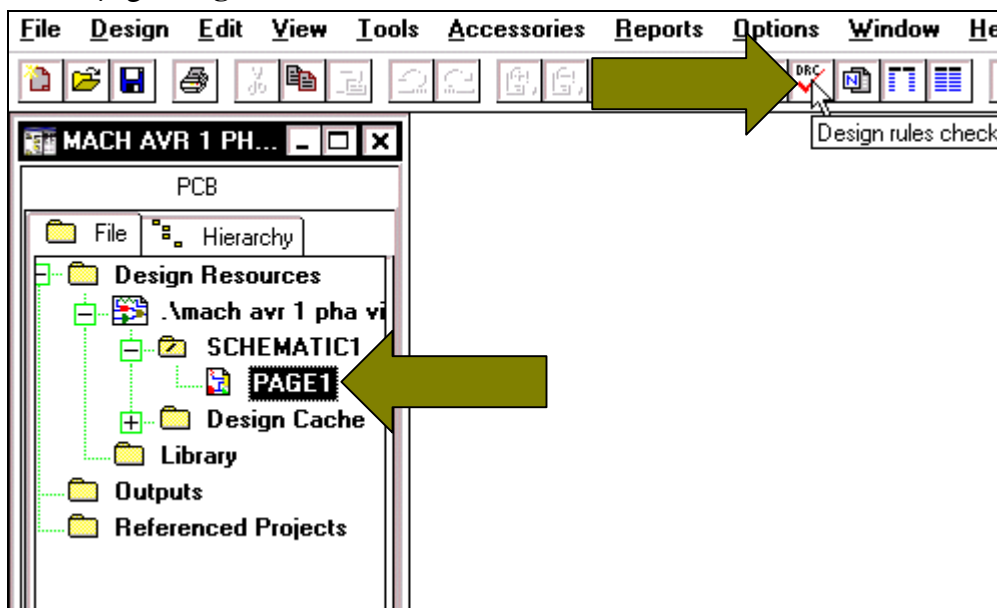 File Design Edit View Tools Accessories Reports Options Window He
DRC
N
Design rules check
MACH AVR 1 PH...
PCB
File Hierarchy
Design Resources
.\mach avr 1 pha vi
SCHEMATIC1
PAGE1
Design Cache
Library
Outputs
Referenced Projects